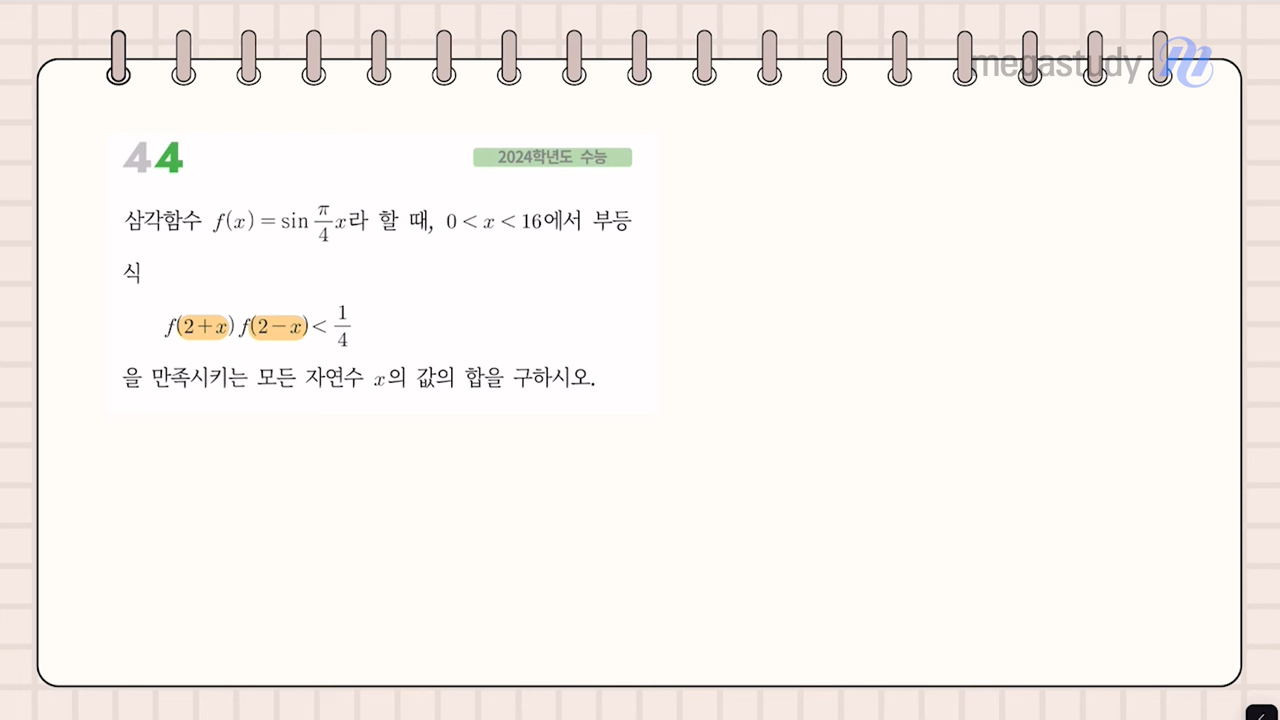 megastudy
44
2024학년도 수능
삼각함수 f(x)=sin π/4 x라 할 때, 0<x<16에서 부등
식
f(2+x)f(2-x)< 1/4
을 만족시키는 모든 자연수 x의 값의 합을 구하시오.